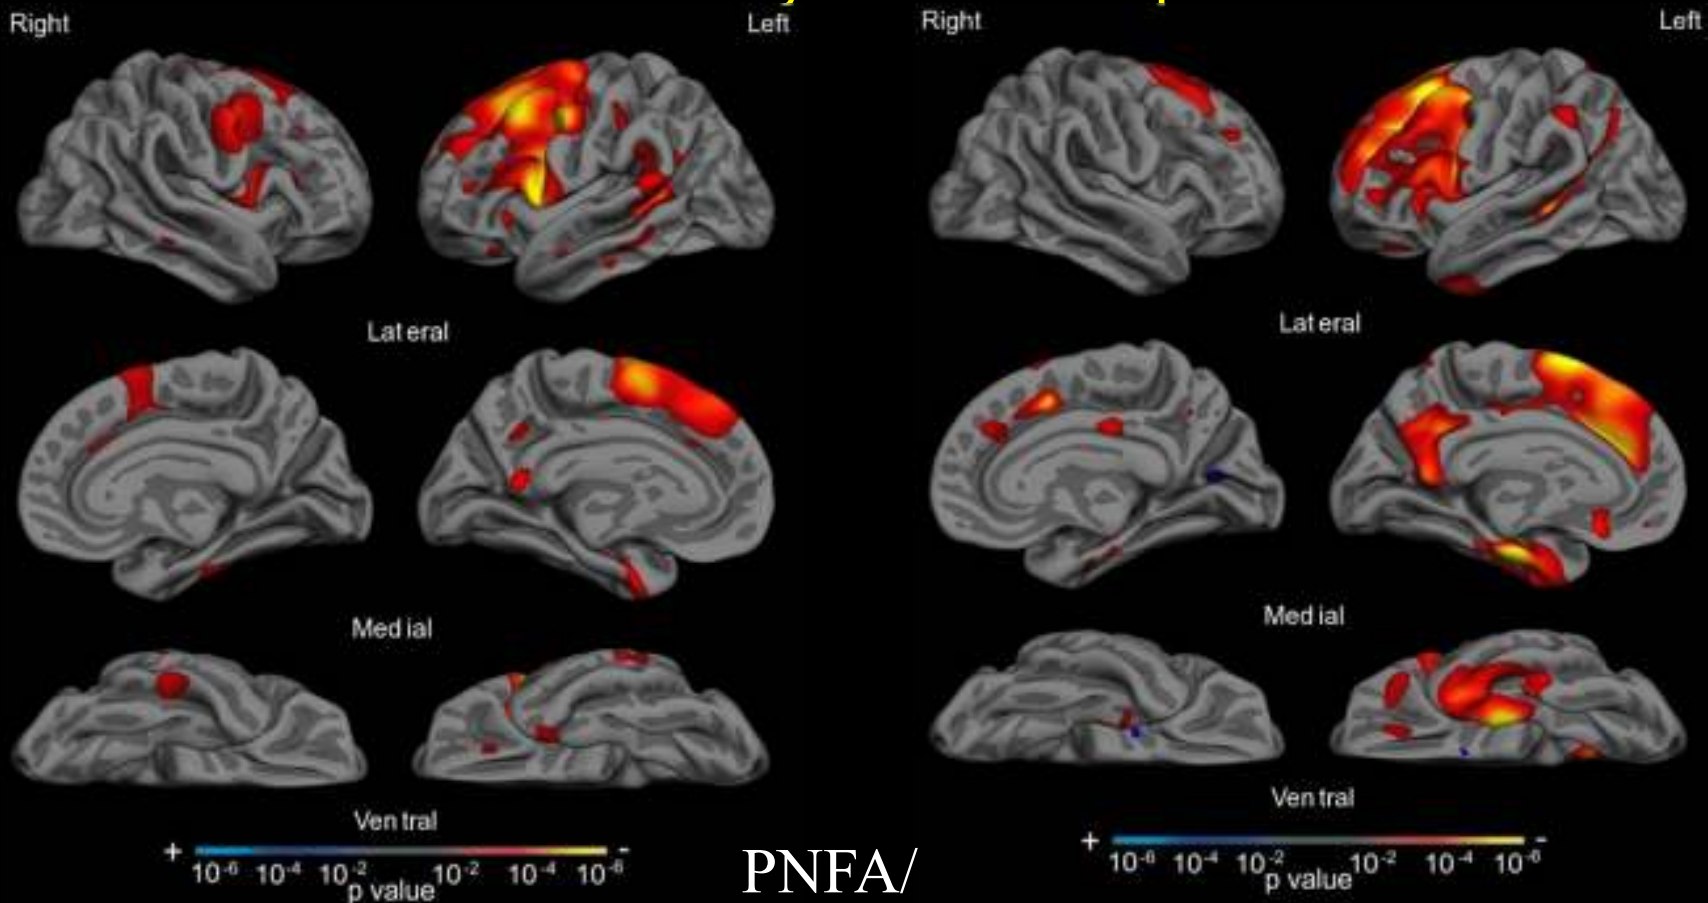 Right Left
Lateral
Medial
Ventral
+ -
10-6 10-4 10-2 10-2 10-4 10-6
p value
PNFA/
Right Left
Lateral
Medial
Ventral
+ -
10-6 10-4 10-2 10-2 10-4 10-6
p value